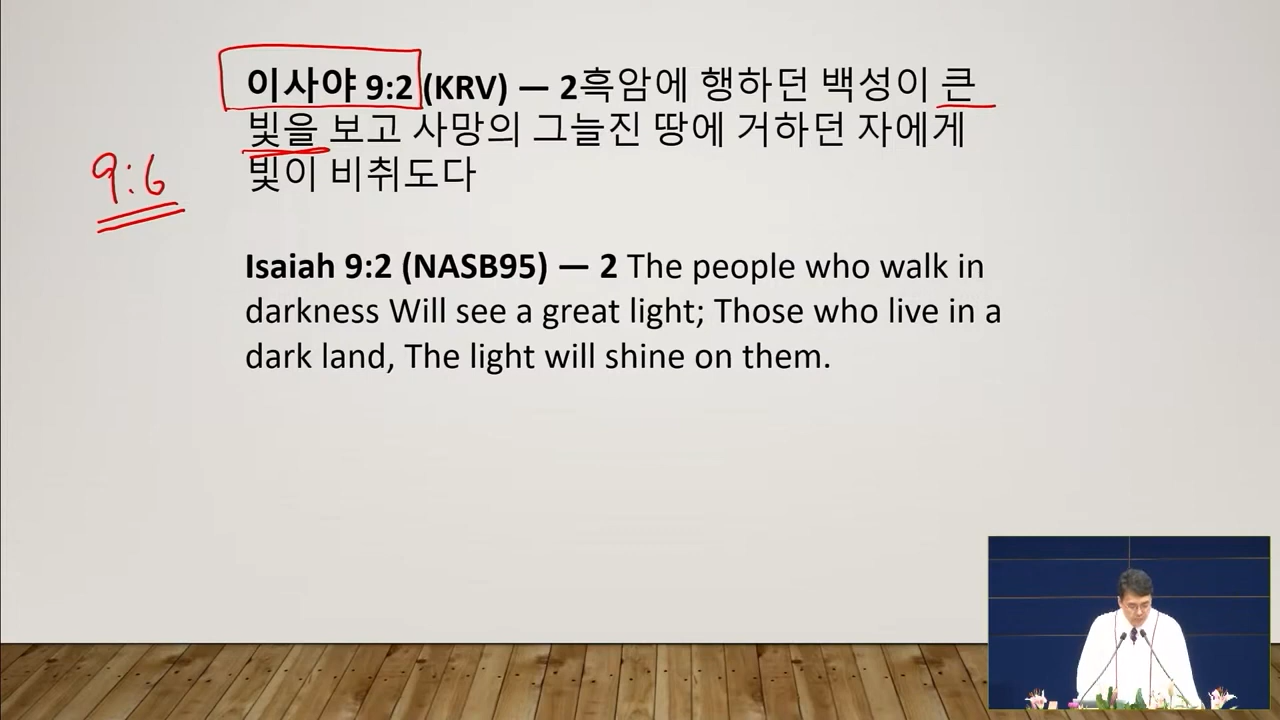 이사야 9:2 (KRV) — 2흑암에 행하던 백성이 큰
빛을 보고 사망의 그늘진 땅에 거하던 자에게
빛이 비취도다
9:6
Isaiah 9:2 (NASB95) — 2 The people who walk in
darkness Will see a great light; Those who live in a
dark land, The light will shine on them.